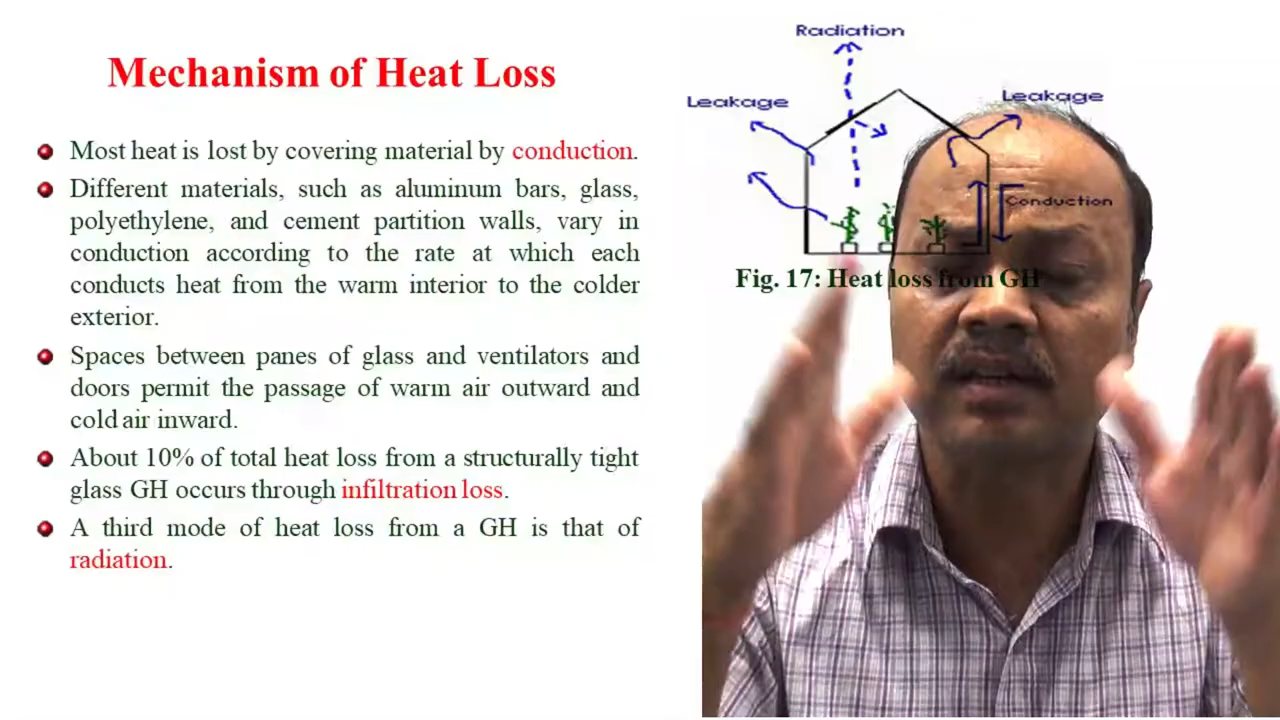 Mechanism of Heat Loss
Most heat is lost by covering material by conduction.
Different materials, such as aluminum bars, glass,
polyethylene, and cement partition walls, vary in
conduction according to the rate at which each
conducts heat from the warm interior to the colder
exterior.
Spaces between panes of glass and ventilators and
doors permit the passage of warm air outward and
cold air inward.
About 10% of total heat loss from a structurally tight
glass GH occurs through infiltration loss.
A third mode of heat loss from a GH is that of
radiation.
Radiation
Leakage
Leakage
Conduction
Fig. 17: Heat loss from GH